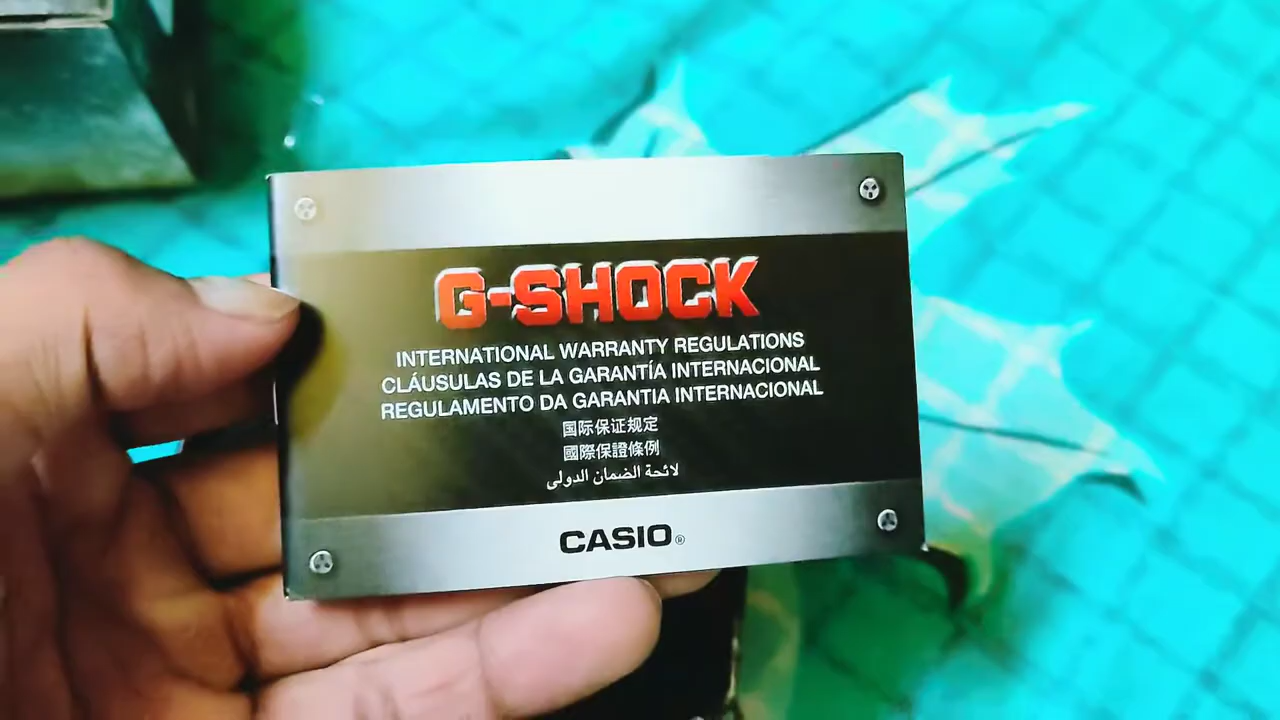 G-SHOCK
INTERNATIONAL WARRANTY REGULATIONS
CLÁUSULAS DE LA GARANTÍA INTERNACIONAL
REGULAMENTO DA GARANTIA INTERNACIONAL
国际保证规定
國際保證條例
لائحة الضمان الدولى
CASIO®